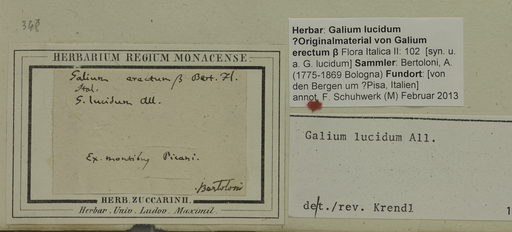 HERBARIUM REGIUM MONACENSE
Galium erectum β Bert. Fl.
Ital.
G. lucidum All.
Ex montibus Pisani.
Bertoloni
HERB. ZUCCARINII.
Herbar. Univ. Ludov. Maximil.
Herbar: Galium lucidum
?Originalmaterial von Galium
erectum β Flora Italica II: 102 [syn. u.
a. G. lucidum] Sammler: Bertoloni, A.
(1775-1869 Bologna) Fundort: [von
den Bergen um ?Pisa, Italien]
annot. F. Schuhwerk (M) Februar 2013
Galium lucidum All.
det./rev. Krendl
1